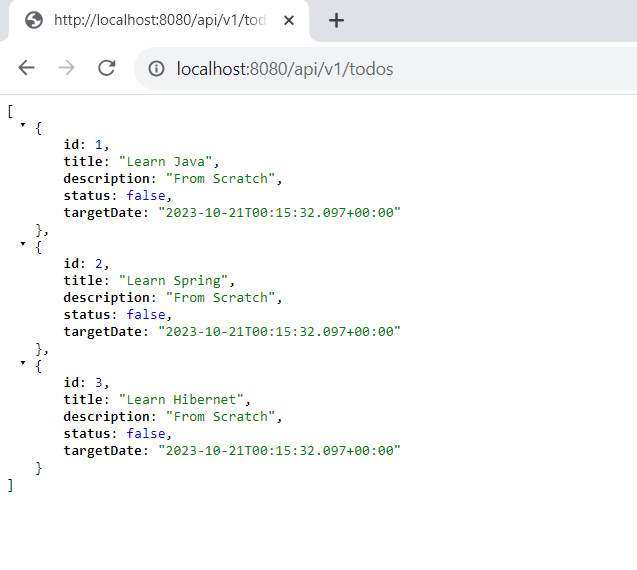 http://localhost:8080/api/v1/tod
localhost:8080/api/v1/todos
[
{
id: 1,
title: "Learn Java",
description: "From Scratch",
status: false,
targetDate: "2023-10-21T00:15:32.097+00:00"
},
{
id: 2,
title: "Learn Spring",
description: "From Scratch",
status: false,
targetDate: "2023-10-21T00:15:32.097+00:00"
},
{
id: 3,
title: "Learn Hibernet",
description: "From Scratch",
status: false,
targetDate: "2023-10-21T00:15:32.097+00:00"
}
]